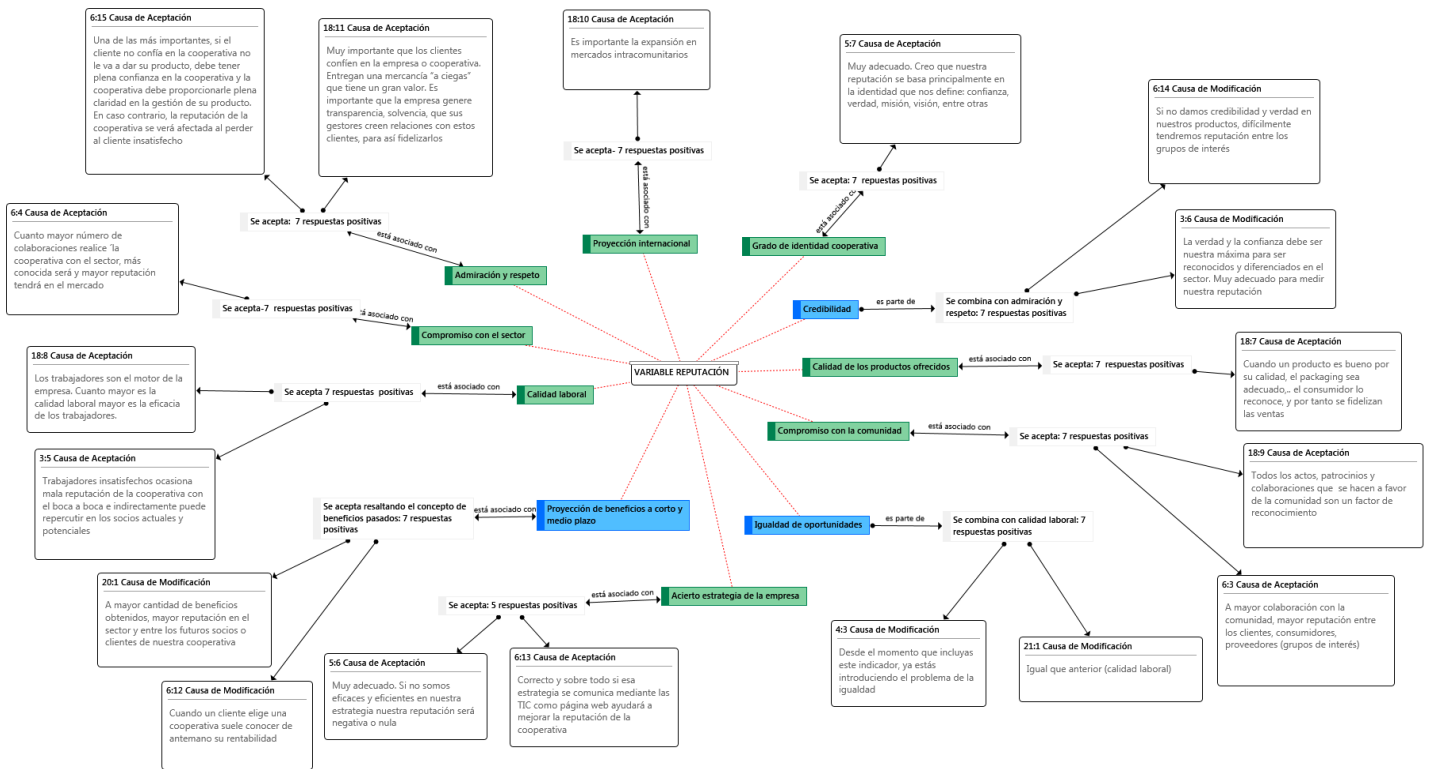 6:15 Causa de Aceptación
Una de las más importantes, si el
cliente no confía en la cooperativa no
le va a dar su producto, debe tener
plena confianza en la cooperativa y la
cooperativa debe proporcionarle plena
claridad en la gestión de su producto.
En caso contrario, la reputación de la
cooperativa se verá afectada al perder
al cliente insatisfecho
18:11 Causa de Aceptación
Muy importante que los clientes
confíen en la empresa o cooperativa.
Entregan una mercancía "a ciegas"
que tiene un gran valor. Es
importante que la empresa genere
transparencia, solvencia, que sus
gestores creen relaciones con estos
clientes, para así fidelizarlos
18:10 Causa de Aceptación
Es importante la expansión en
mercados intracomunitarios
5:7 Causa de Aceptación
Muy adecuado. Creo que nuestra
reputación se basa principalmente en
la identidad que nos define: confianza,
verdad, misión, visión, entre otras
6:14 Causa de Modificación
Si no damos credibilidad y verdad en
nuestros productos, difícilmente
tendremos reputación entre los
grupos de interés
Se acepta- 7 respuestas positivas
está asociado con
Se acepta: 7 repuestas positivas
está asociado co
6:4 Causa de Aceptación
Cuanto mayor número de
colaboraciones realice ´la
cooperativa con el sector, más
conocida será y mayor reputación
tendrá en el mercado
Se acepta: 7 respuestas positivas
está asociado con
3:6 Causa de Modificación
La verdad y la confianza debe ser
nuestra máxima para ser
reconocidos y diferenciados en el
sector. Muy adecuado para medir
nuestra reputación
Proyección internacional
Grado de identidad cooperativa
Admiración y respeto
Se acepta-7 respuestas positivas
á asociado con
Compromiso con el sector
Credibilidad
es parte de
Se combina con admiración y
respeto: 7 respuestas positivas
18:8 Causa de Aceptación
Los trabajadores son el motor de la
empresa. Cuanto mayor es la
calidad laboral mayor es la eficacia
de los trabajadores.
Se acepta 7 respuestas positivas
está asociado con
Calidad laboral
VARIABLE REPUTACIÓN
Calidad de los productos ofrecidos
está asociado con
Se acepta: 7 respuestas positivas
18:7 Causa de Aceptación
Cuando un producto es bueno por
su calidad, el packaging sea
adecuado,.. el consumidor lo
reconoce, y por tanto se fidelizan
las ventas
Compromiso con la comunidad
está asociado con
Se acepta: 7 respuestas positivas
3:5 Causa de Aceptación
Trabajadores insatisfechos ocasiona
mala reputación de la cooperativa con
el boca a boca e indirectamente puede
repercutir en los socios actuales y
potenciales
18:9 Causa de Aceptación
Todos los actos, patrocinios y
colaboraciones que se hacen a favor
de la comunidad son un factor de
reconocimiento
Se acepta resaltando el concepto de
beneficios pasados: 7 respuestas
positivas
está asociado con
Proyección de beneficios a corto y
medio plazo
Igualdad de oportunidades
es parte de
Se combina con calidad laboral: 7
respuestas positivas
20:1 Causa de Modificación
A mayor cantidad de beneficios
obtenidos, mayor reputación en el
sector y entre los futuros socios o
clientes de nuestra cooperativa
Se acepta: 5 respuestas positivas
está asociado con
Acierto estrategia de la empresa
6:3 Causa de Aceptación
A mayor colaboración con la
comunidad, mayor reputación entre
los clientes, consumidores,
proveedores (grupos de interés)
4:3 Causa de Modificación
Desde el momento que incluyas
este indicador, ya estás
introduciendo el problema de la
igualdad
21:1 Causa de Modificación
Igual que anterior (calidad laboral)
6:12 Causa de Modificación
Cuando un cliente elige una
cooperativa suele conocer de
antemano su rentabilidad
5:6 Causa de Aceptación
Muy adecuado. Si no somos
eficaces y eficientes en nuestra
estrategia nuestra reputación será
negativa o nula
6:13 Causa de Aceptación
Correcto y sobre todo si esa
estrategia se comunica mediante las
TIC como página web ayudará a
mejorar la reputación de la
cooperativa